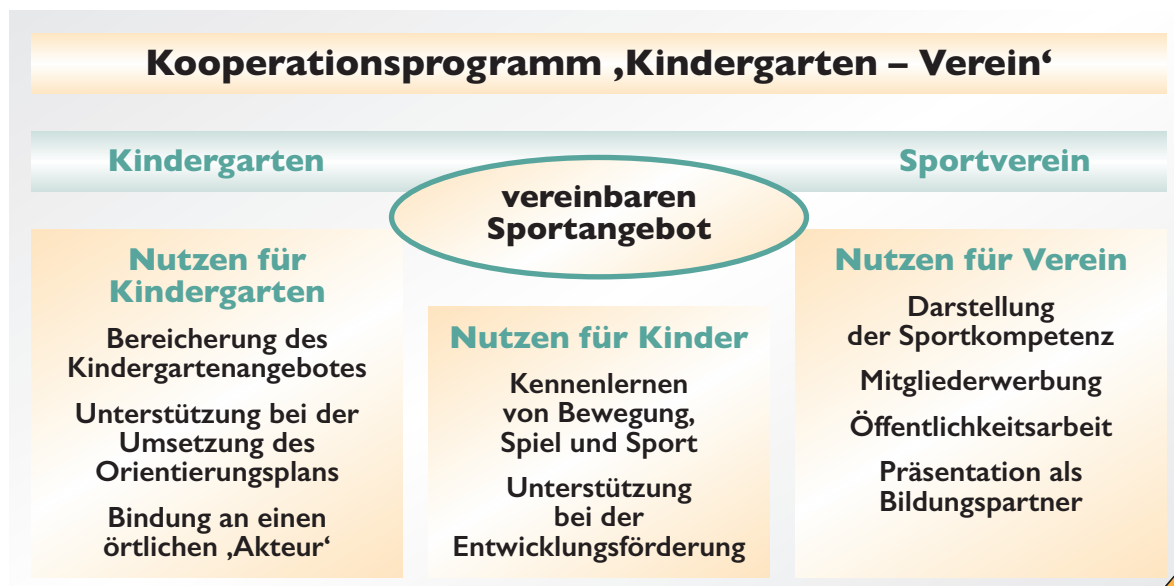 Kooperationsprogramm ‚Kindergarten – Verein‘
Kindergarten
Sportverein
vereinbaren
Sportangebot
Nutzen für
Kindergarten
Bereicherung des
Kindergartenangebotes
Unterstützung bei der
Umsetzung des
Orientierungsplans
Bindung an einen
örtlichen ‚Akteur‘
Nutzen für Kinder
Kennenlernen
von Bewegung,
Spiel und Sport
Unterstützung
bei der
Entwicklungsförderung
Nutzen für Verein
Darstellung
der Sportkompetenz
Mitgliederwerbung
Öffentlichkeitsarbeit
Präsentation als
Bildungspartner